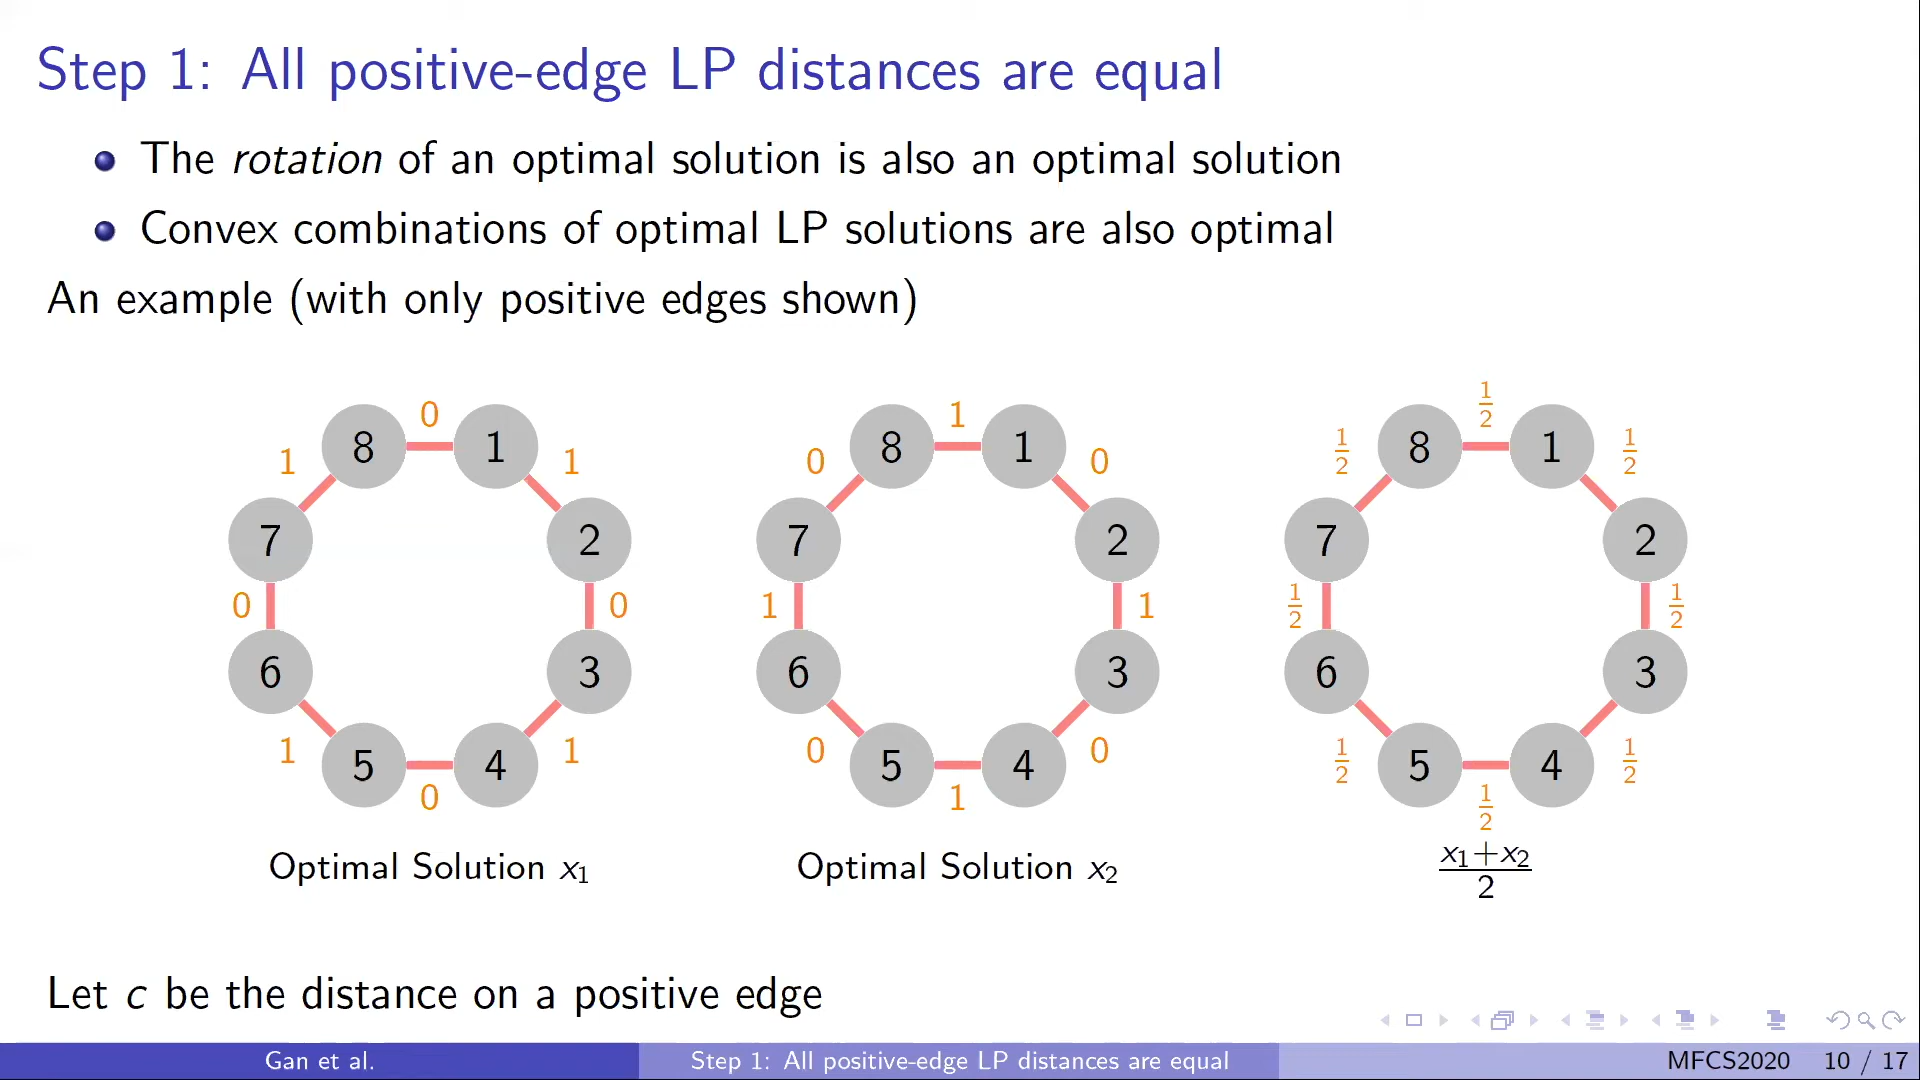 Step 1: All positive-edge LP distances are equal
The rotation of an optimal solution is also an optimal solution
Convex combinations of optimal LP solutions are also optimal
An example (with only positive edges shown)
0
1 8 1 1
7 2
0 0
6 3
1 5 4 1
0
Optimal Solution x₁
1
0 8 1 0
7 2
1 1
6 3
0 5 4 0
1
Optimal Solution x₂
1/2
1/2 8 1 1/2
7 2
1/2 1/2
6 3
1/2 5 4 1/2
1/2
x₁+x₂
2
Let c be the distance on a positive edge
Gan et al. Step 1: All positive-edge LP distances are equal MFCS2020 10 / 17